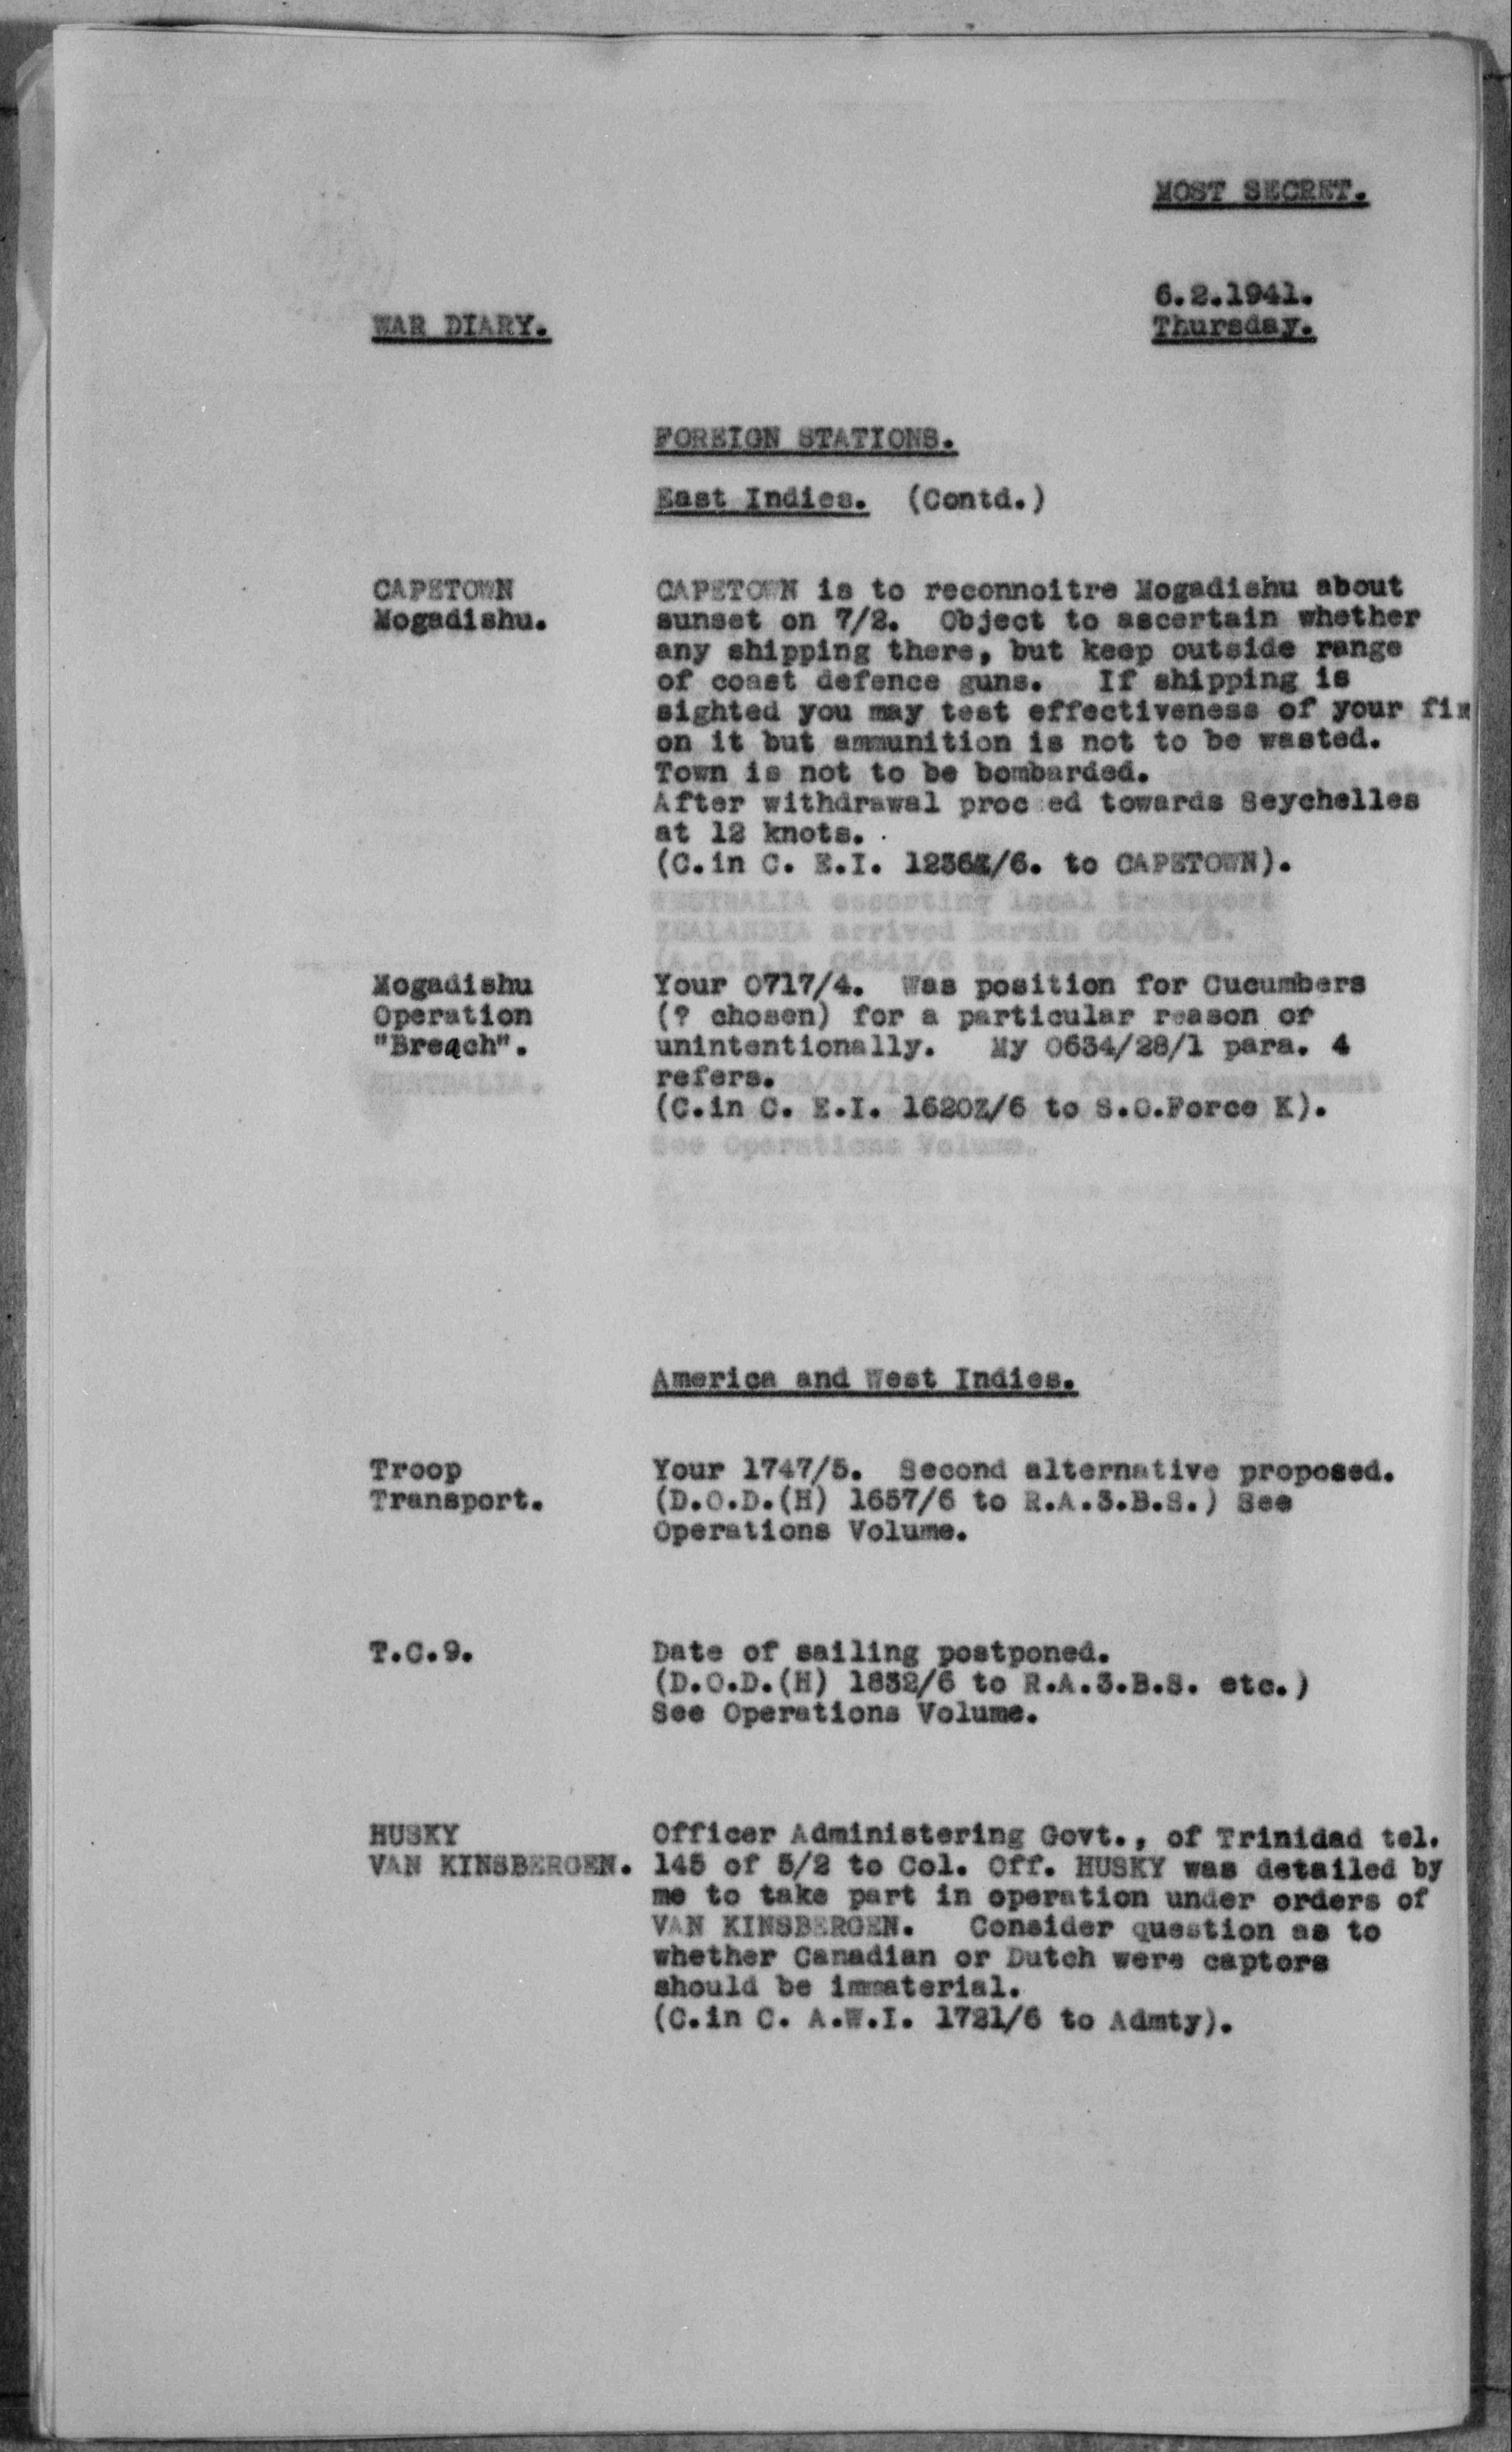 MOST SECRET.
6.2.1941.
WAR DIARY.
Thursday.
FOREIGN STATIONS.
East Indies. (Contd.)
CAPETOWN
Mogadishu.
CAPETOWN is to reconnoitre Mogadishu about
sunset on 7/2. Object to ascertain whether
any shipping there, but keep outside range
of coast defence guns. If shipping is
sighted you may test effectiveness of your
on it but ammunition is not to be wasted.
Town is not to be bombarded.
After withdrawal proc ed towards Seychelles
at 12 knots.
(C.in C. E.I. 1236Z/6. to CAPETOWN).
Mogadishu
Operation
"Breach".
Your 0717/4. Was position for Cucumbers
(? chosen) for a particular reason or
unintentionally. My 0634/28/1 para. 4
refers.
(C.in C. E.I. 1620Z/6 to S.O.Force K).
See Operations Volume.
America and West Indies.
Troop
Transport.
Your 1747/5. Second alternative proposed.
(D.O.D.(H) 1657/6 to R.A.3.B.S.) See
Operations Volume.
T.C.9.
Date of sailing postponed.
(D.O.D.(H) 1832/6 to R.A.3.B.S. etc.)
See Operations Volume.
HUSKY
VAN KINSBERGEN.
Officer Administering Govt., of Trinidad tel.
145 of 5/2 to Col. Off. HUSKY was detailed by
me to take part in operation under orders of
VAN KINSBERGEN. Consider question as to
whether Canadian or Dutch were captors
should be immaterial.
(C.in C. A.W.I. 1721/6 to Admty).